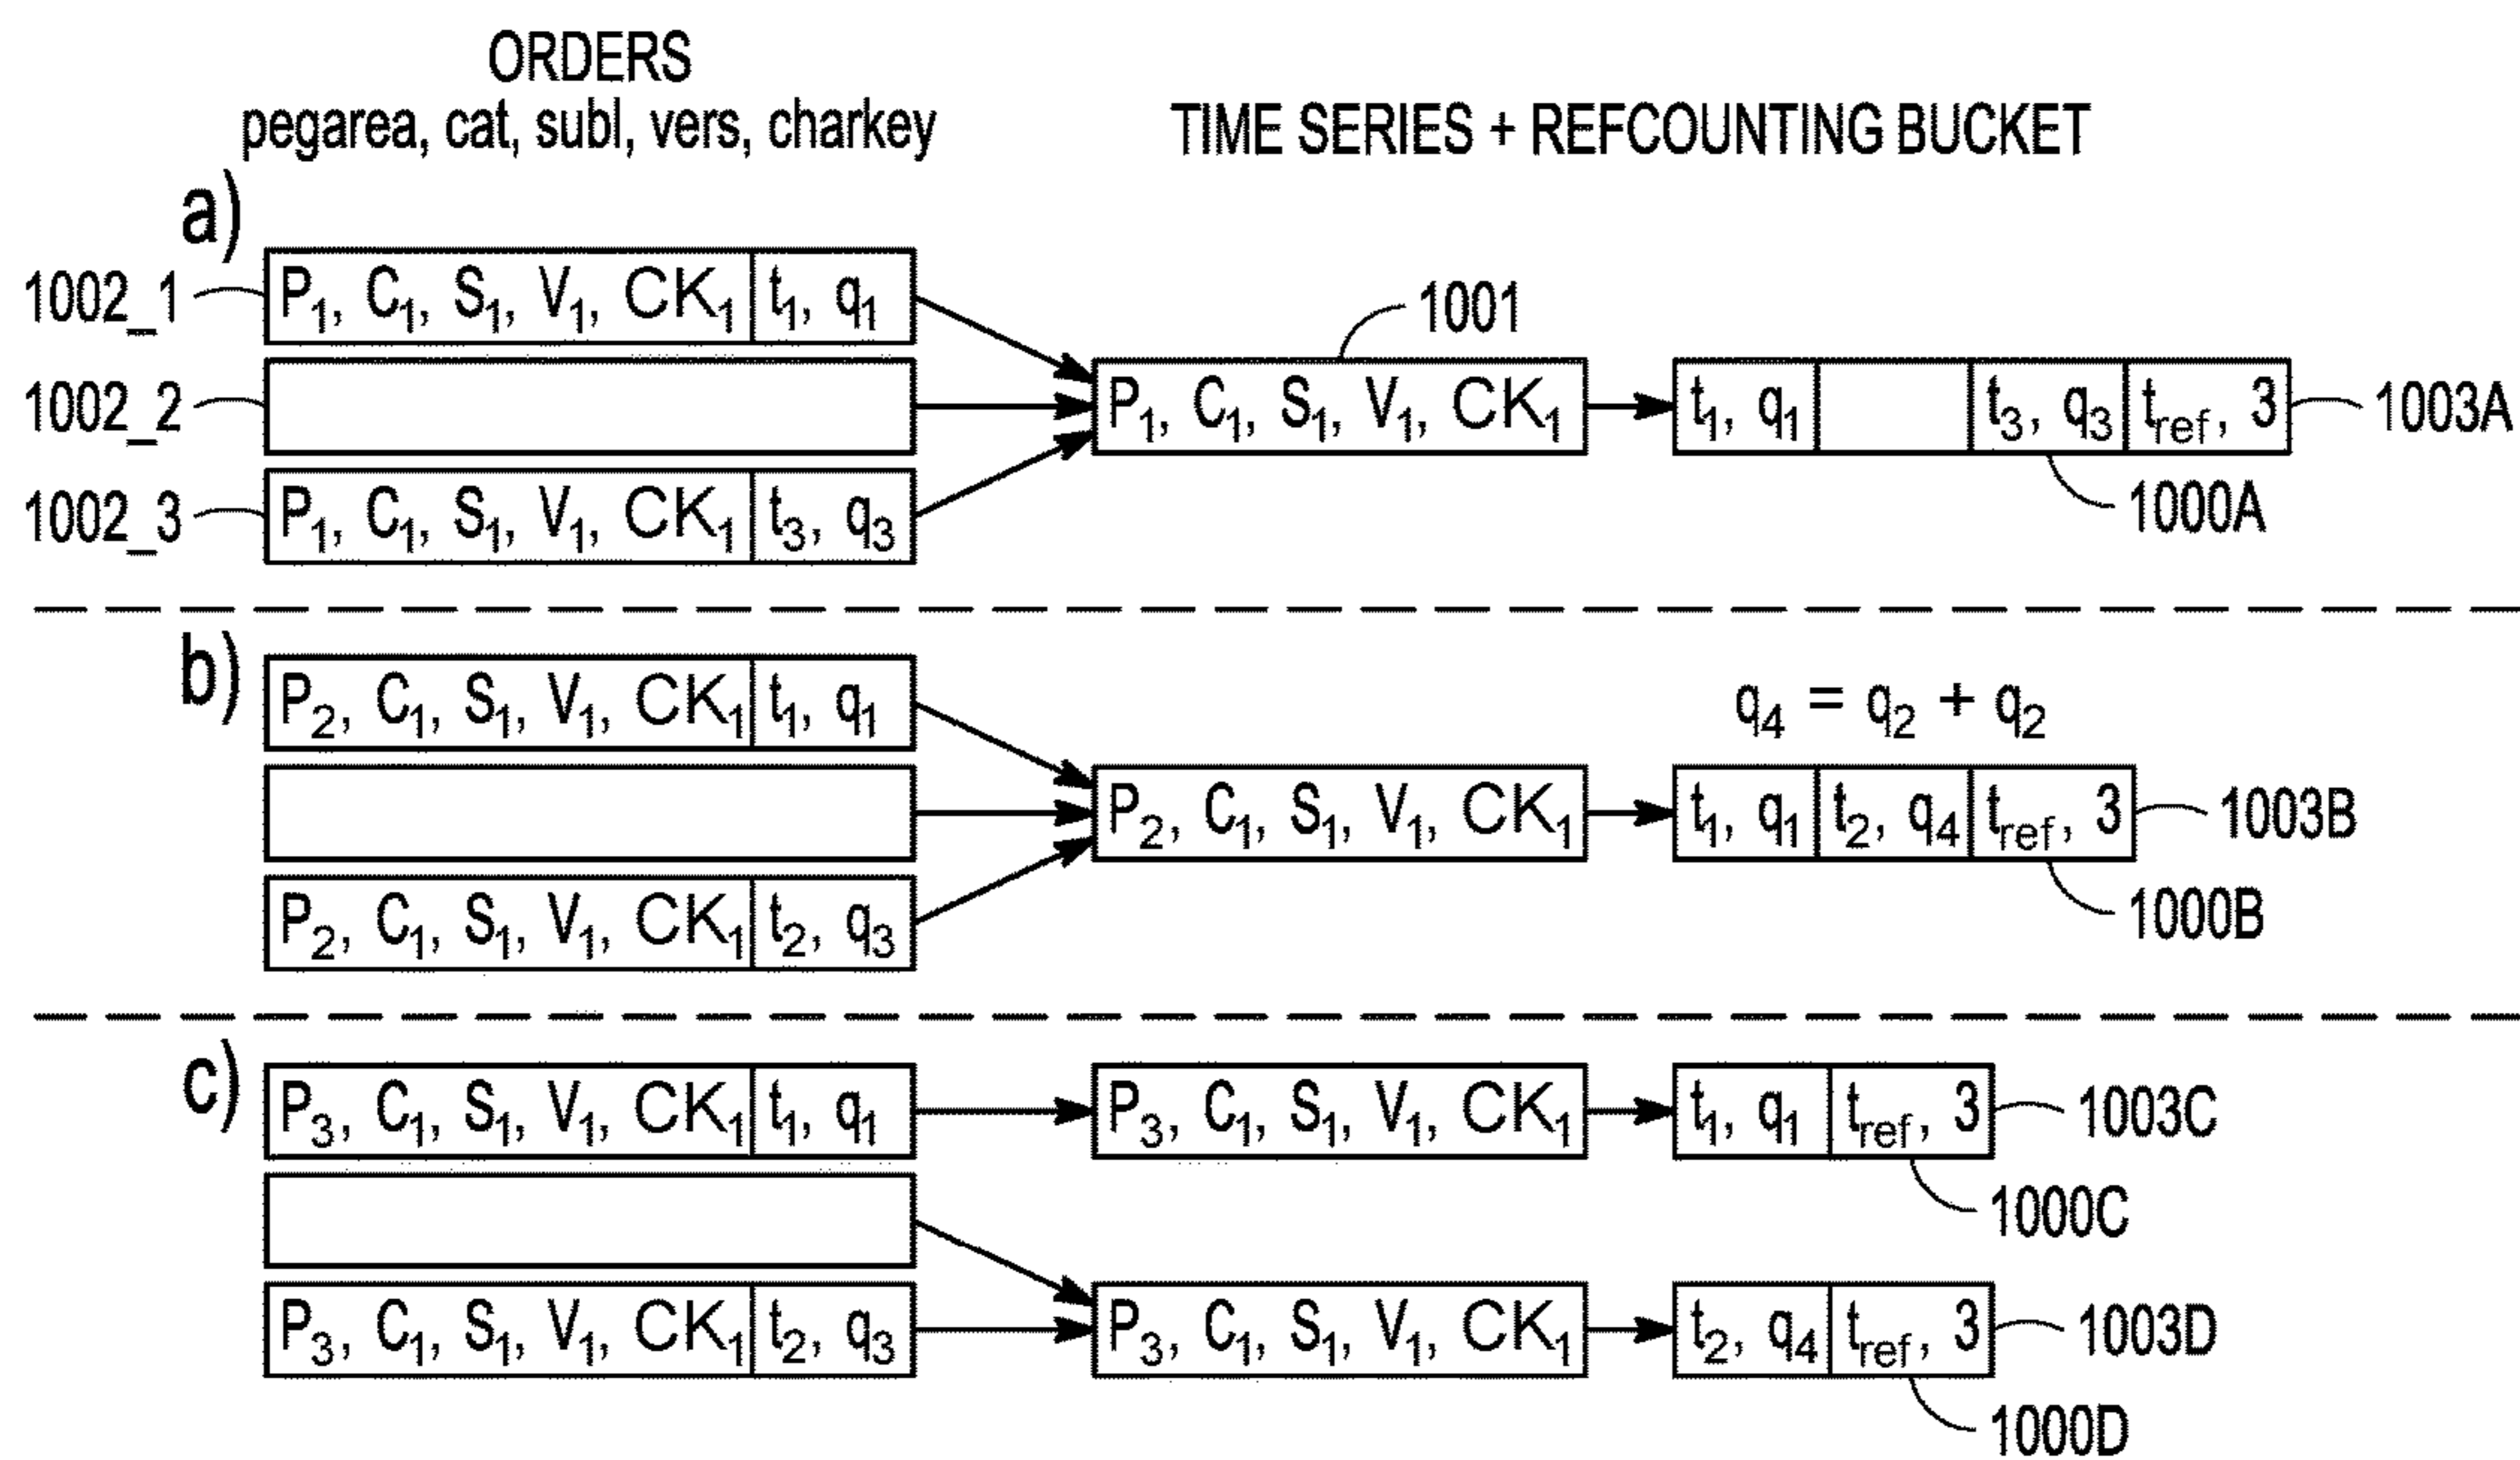 ORDERS
pegarea, cat, subl, vers, charkey
TIME SERIES + REFCOUNTING BUCKET
a)
1002_1
P₁, C₁, S₁, V₁, CK₁ t₁, q₁
1002_2
1002_3
P₁, C₁, S₁, V₁, CK₁ t₃, q₃
1001
P₁, C₁, S₁, V₁, CK₁
t₁, q₁ t₃, q₃ t_ref, 3
1003A
1000A
b)
P₂, C₁, S₁, V₁, CK₁ t₁, q₁
P₂, C₁, S₁, V₁, CK₁ t₂, q₃
P₂, C₁, S₁, V₁, CK₁
q₄ = q₂ + q₂
t₁, q₁ t₂, q₄ t_ref, 3
1003B
1000B
c)
P₃, C₁, S₁, V₁, CK₁ t₁, q₁
P₃, C₁, S₁, V₁, CK₁
t₁, q₁ t_ref, 3
1003C
1000C
P₃, C₁, S₁, V₁, CK₁ t₂, q₃
P₃, C₁, S₁, V₁, CK₁
t₂, q₄ t_ref, 3
1003D
1000D